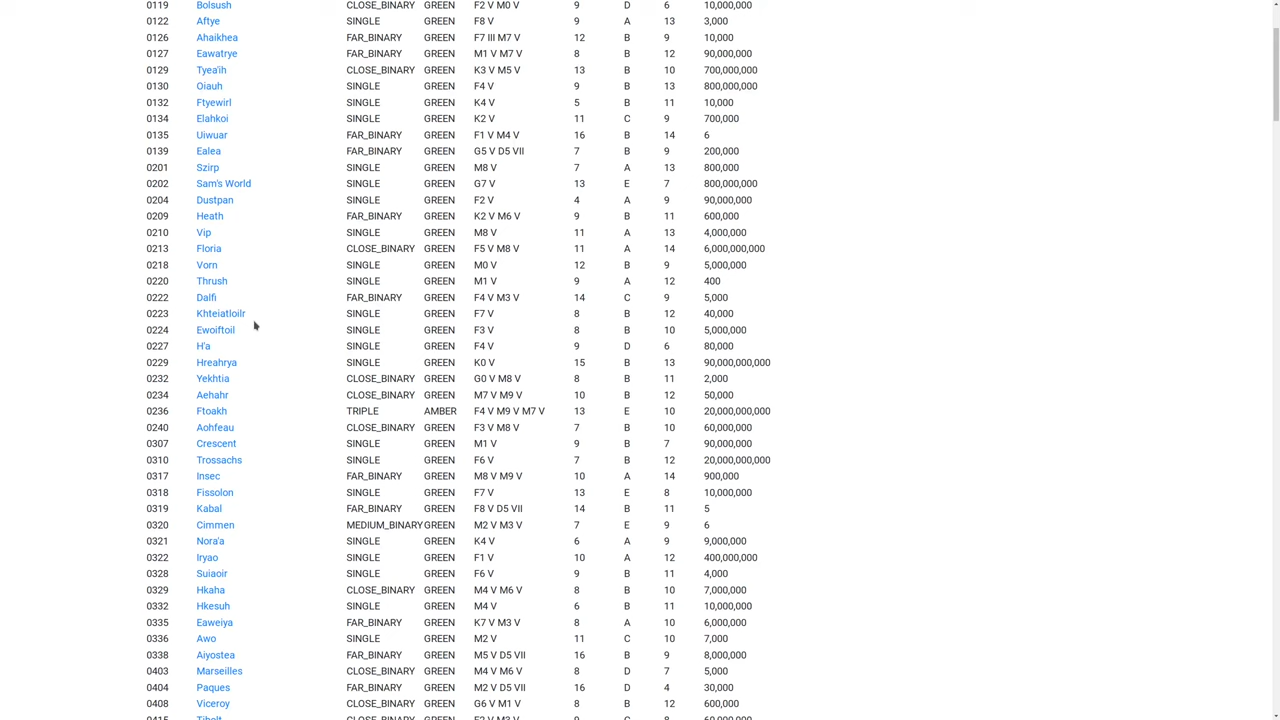 0119 Bolsush CLOSE_BINARY GREEN F2 V M0 V 9 D 6 10,000,000
0122 Aftye SINGLE GREEN F8 V 9 A 13 3,000
0126 Ahaikhea FAR_BINARY GREEN F7 III M7 V 12 B 9 10,000
0127 Eawatrye FAR_BINARY GREEN M1 V M7 V 8 B 12 90,000,000
0129 Tyea'ih CLOSE_BINARY GREEN K3 V M5 V 13 B 10 700,000,000
0130 Oiauh SINGLE GREEN F4 V 9 B 13 800,000,000
0132 Ftyewirl SINGLE GREEN K4 V 5 B 11 10,000
0134 Elahkoi SINGLE GREEN K2 V 11 C 9 700,000
0135 Uiwuar FAR_BINARY GREEN F1 V M4 V 16 B 14 6
0139 Ealea FAR_BINARY GREEN G5 V D5 VII 7 B 9 200,000
0201 Szirp SINGLE GREEN M8 V 7 A 13 800,000
0202 Sam's World SINGLE GREEN G7 V 13 E 7 800,000,000
0204 Dustpan SINGLE GREEN F2 V 4 A 9 90,000,000
0209 Heath FAR_BINARY GREEN K2 V M6 V 9 B 11 600,000
0210 Vip SINGLE GREEN M8 V 11 A 13 4,000,000
0213 Floria CLOSE_BINARY GREEN F5 V M8 V 11 A 14 6,000,000,000
0218 Vorn SINGLE GREEN M0 V 12 B 9 5,000,000
0220 Thrush SINGLE GREEN M1 V 9 A 12 400
0222 Dalfi FAR_BINARY GREEN F4 V M3 V 14 C 9 5,000
0223 Khteiatloilr SINGLE GREEN F7 V 8 B 12 40,000
0224 Ewoiftoil SINGLE GREEN F3 V 8 B 10 5,000,000
0227 H'a SINGLE GREEN F4 V 9 D 6 80,000
0229 Hreahrya SINGLE GREEN K0 V 15 B 13 90,000,000,000
0232 Yekhtia CLOSE_BINARY GREEN G0 V M8 V 8 B 11 2,000
0234 Aehahr CLOSE_BINARY GREEN M7 V M9 V 10 B 12 50,000
0236 Ftoakh TRIPLE AMBER F4 V M9 V M7 V 13 E 10 20,000,000,000
0240 Aohfeau CLOSE_BINARY GREEN F3 V M8 V 7 B 10 60,000,000
0307 Crescent SINGLE GREEN M1 V 9 B 7 90,000,000
0310 Trossachs SINGLE GREEN F6 V 7 B 12 20,000,000,000
0317 Insec FAR_BINARY GREEN M8 V M9 V 10 A 14 900,000
0318 Fissolon SINGLE GREEN F7 V 13 E 8 10,000,000
0319 Kabal FAR_BINARY GREEN F8 V D5 VII 14 B 11 5
0320 Cimmen MEDIUM_BINARY GREEN M2 V M3 V 7 E 9 6
0321 Nora'a SINGLE GREEN K4 V 6 A 9 9,000,000
0322 Iryao SINGLE GREEN F1 V 10 A 12 400,000,000
0328 Suiaoir SINGLE GREEN F6 V 9 B 11 4,000
0329 Hkaha CLOSE_BINARY GREEN M4 V M6 V 8 B 10 7,000,000
0332 Hkesuh SINGLE GREEN M4 V 6 B 11 10,000,000
0335 Eaweiya FAR_BINARY GREEN K7 V M3 V 8 A 10 6,000,000
0336 Awo SINGLE GREEN M2 V 11 C 10 7,000
0338 Aiyostea FAR_BINARY GREEN M5 V D5 VII 16 B 9 8,000,000
0403 Marseilles CLOSE_BINARY GREEN M4 V M6 V 8 D 7 5,000
0404 Paques FAR_BINARY GREEN M2 V D5 VII 16 D 4 30,000
0408 Viceroy CLOSE_BINARY GREEN G6 V M1 V 8 B 12 600,000
0415 Tibolt CLOSE_BINARY GREEN F2 V M3 V 9 C 8 60,000,000